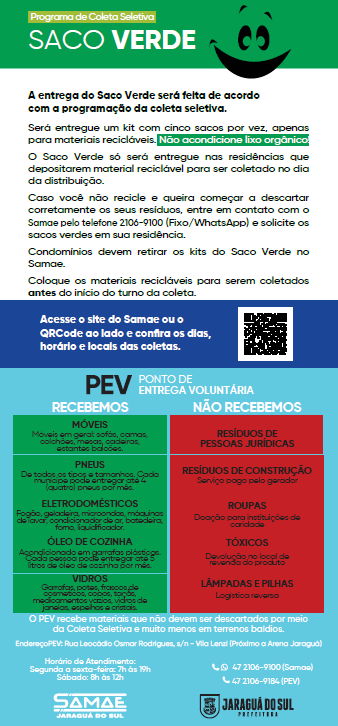 Programa de Coleta Seletiva
SACO VERDE
A entrega do Saco Verde será feita de acordo
com a programação da coleta seletiva.
Será entregue um kit com cinco sacos por vez, apenas
para materiais recicláveis. Não acondicione lixo orgânico!
O Saco Verde só será entregue nas residências que
depositarem material reciclável para ser coletado no dia
da distribuição.
Caso você não recicle e queira começar a descartar
corretamente os seus resíduos, entre em contato com o
Samae pelo telefone 2106-9100 (Fixo/WhatsApp) e solicite os
sacos verdes em sua residência.
Condomínios devem retirar os kits do Saco Verde no
Samae.
Coloque os materiais recicláveis para serem coletados
antes do início do turno da coleta.
Acesse o site do Samae ou o
QRCode ao lado e confira os dias,
horário e locais das coletas.
PEV PONTO DE
ENTREGA VOLUNTÁRIA
RECEBEMOS
MÓVEIS
Móveis em geral: sofás, camas,
colchões, mesas, cadeiras,
estantes balcões.
PNEUS
De todos os tipos e tamanhos. Cada
munícipe pode entregar até 4
(quatro) pneus por mês.
ELETRODOMÉSTICOS
Fogão, geladeira, microondas, máquinas
de lavar, condicionador de ar, batedeira,
forno, liquidificador.
ÓLEO DE COZINHA
Acondicionado em garrafas plásticas.
Cada pessoa pode entregar até 5
litros de óleo de cozinha por mês.
VIDROS
Garrafas, potes, frascos de
cosméticos, copos, taças,
medicamentos vazios, vidros de
janelas, espelhos e cristais.
NÃO RECEBEMOS
RESÍDUOS DE
PESSOAS JURÍDICAS
RESÍDUOS DE CONSTRUÇÃO
Serviço pago pelo gerador
ROUPAS
Doação para instituições de
caridade
TÓXICOS
Devolução no local de
revenda do produto
LÂMPADAS E PILHAS
Logística reversa
O PEV recebe materiais que não devem ser descartados por meio
da Coleta Seletiva e muito menos em terrenos baldios.
EndereçoPEV: Rua Leocádio Osmar Rodrigues, s/n - Vila Lenzi (Próximo a Arena Jaraguá)
Horário de Atendimento:
Segunda a sexta-feira: 7h às 19h
Sábado: 8h às 12h
47 2106-9100 (Samae)
47 2106-9184 (PEV)
SAMAE
JARAGUÁ DO SUL
JARAGUÁ DO SUL
PREFEITURA